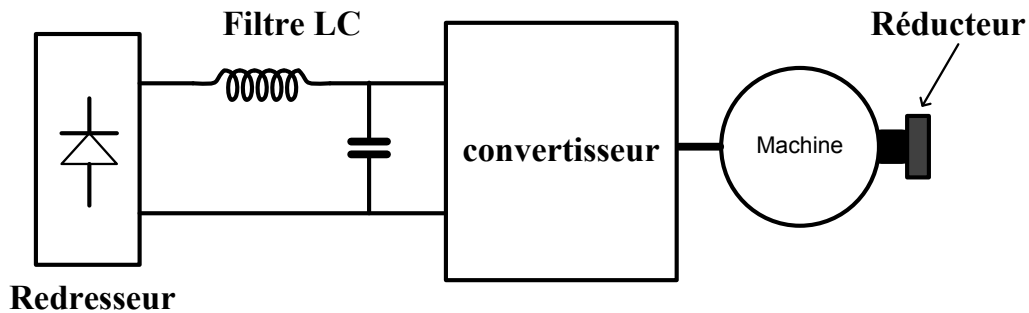 Filtre LC
Réducteur
convertisseur
Machine
Redresseur